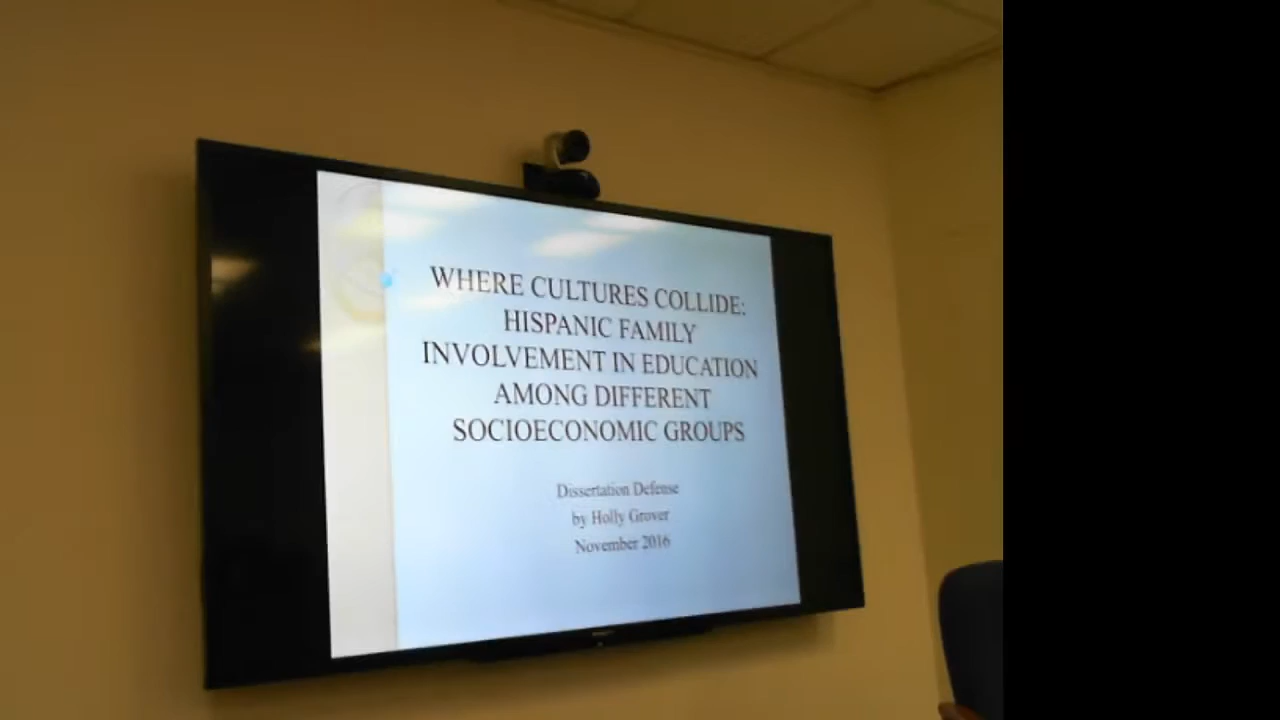 WHERE CULTURES COLLIDE:
HISPANIC FAMILY
INVOLVEMENT IN EDUCATION
AMONG DIFFERENT
SOCIOECONOMIC GROUPS
Dissertation Defense
by Holly Grover
November 2016